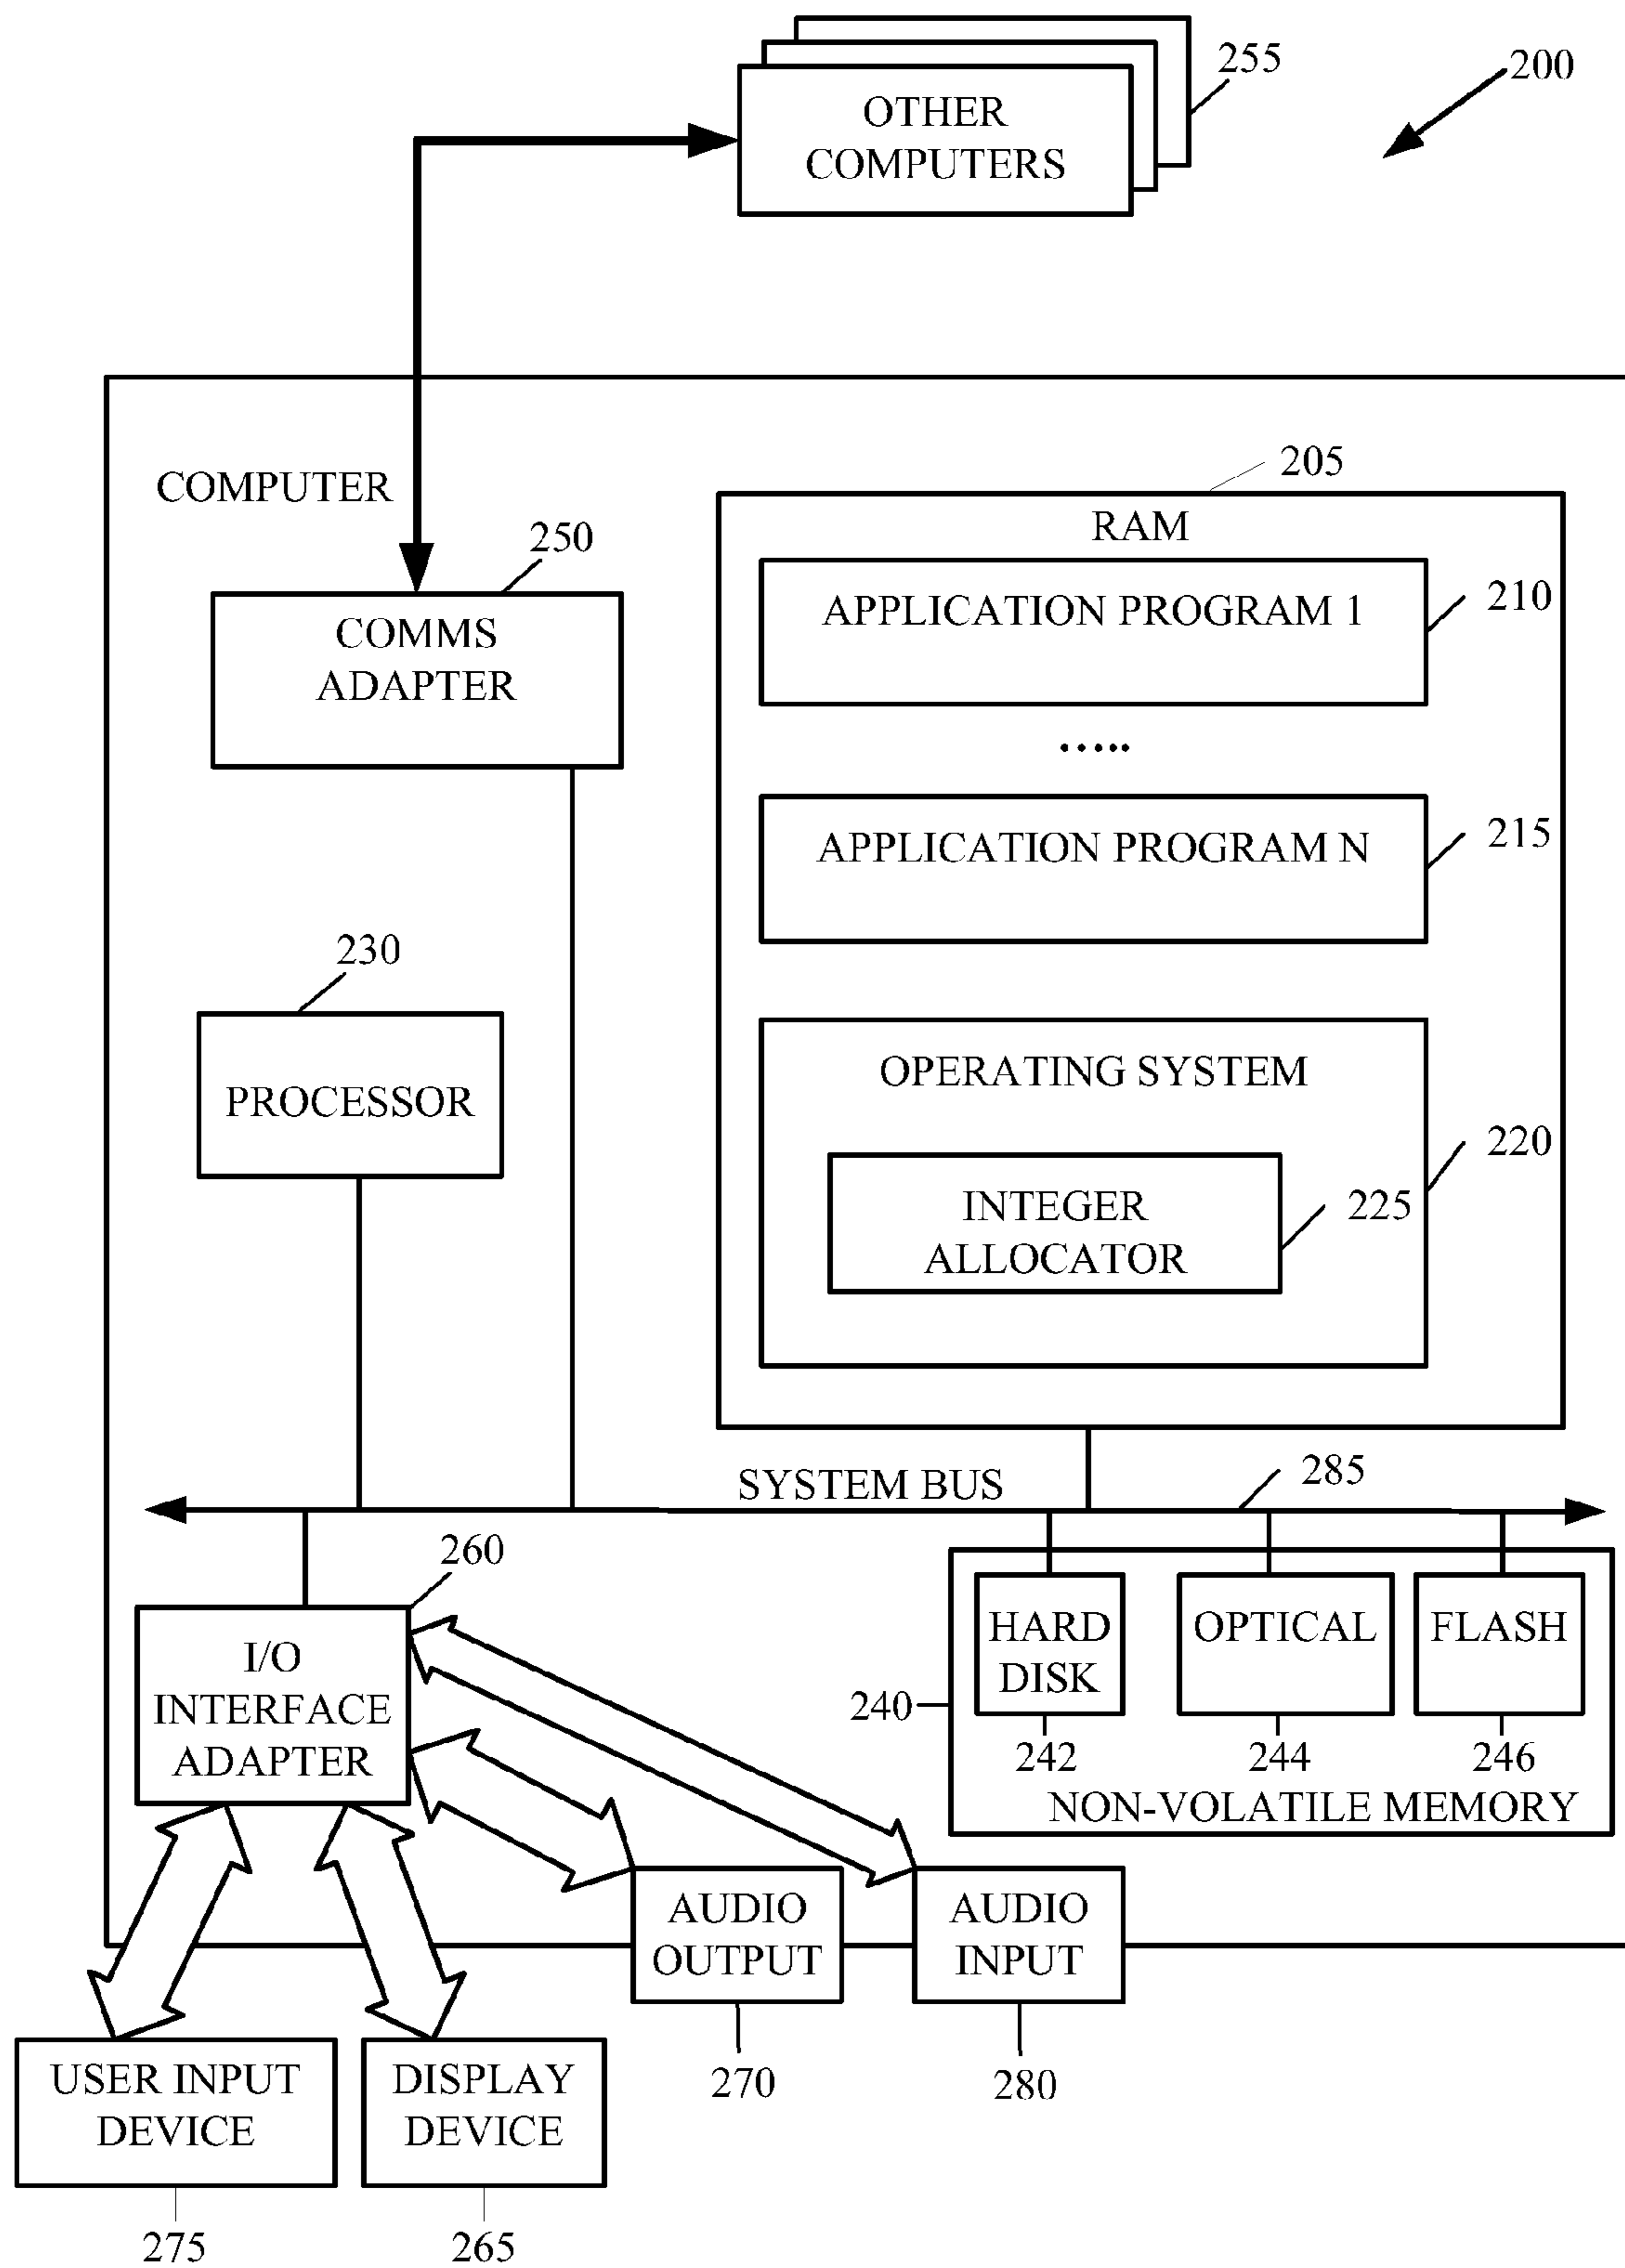 255
200
OTHER
COMPUTERS
COMPUTER
205
RAM
250
COMMS
ADAPTER
APPLICATION PROGRAM 1
210
.....
APPLICATION PROGRAM N
215
230
PROCESSOR
OPERATING SYSTEM
220
INTEGER
ALLOCATOR
225
SYSTEM BUS
285
260
I/O
INTERFACE
ADAPTER
HARD
DISK
OPTICAL
FLASH
240
242
244
246
NON-VOLATILE MEMORY
AUDIO
OUTPUT
AUDIO
INPUT
270
280
USER INPUT
DEVICE
DISPLAY
DEVICE
275
265